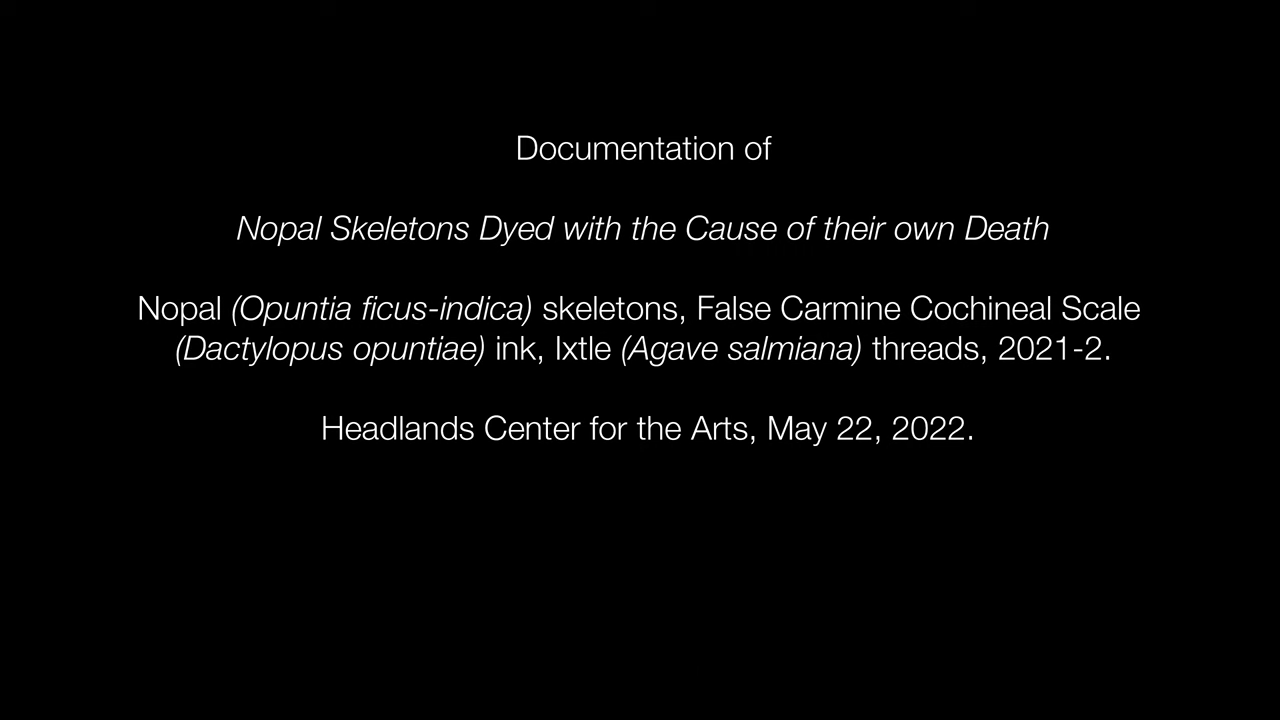 Documentation of
Nopal Skeletons Dyed with the Cause of their own Death
Nopal (Opuntia ficus-indica) skeletons, False Carmine Cochineal Scale
(Dactylopus opuntiae) ink, Ixtle (Agave salmiana) threads, 2021-2.
Headlands Center for the Arts, May 22, 2022.